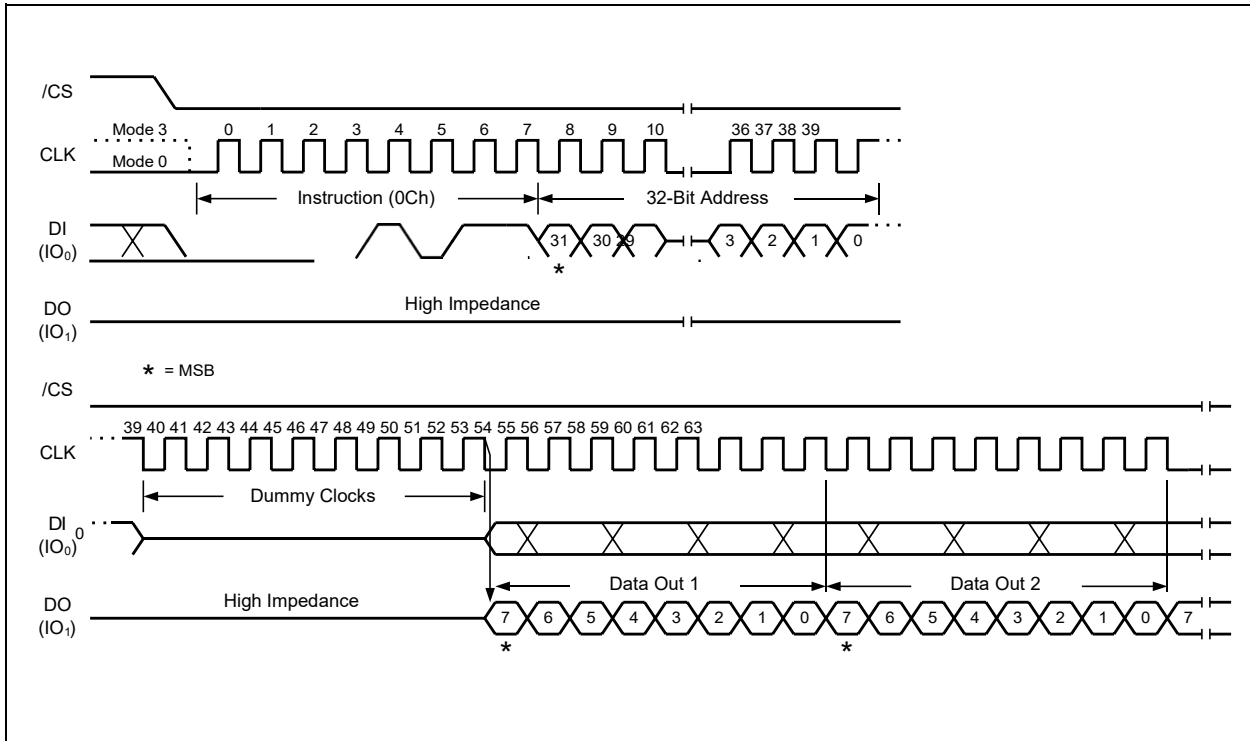 /CS
Mode 3 0 1 2 3 4 5 6 7 8 9 10 36 37 38 39
CLK
Mode 0
Instruction (0Ch) 32-Bit Address
DI
(IO₀)
31 30 29 3 2 1 0
*
High Impedance
DO
(IO₁)
* = MSB
/CS
39 40 41 42 43 44 45 46 47 48 49 50 51 52 53 54 55 56 57 58 59 60 61 62 63
CLK
Dummy Clocks
DI
(IO₀)
0
Data Out 1 Data Out 2
High Impedance
DO
(IO₁)
7 6 5 4 3 2 1 0 7 6 5 4 3 2 1 0 7
* *